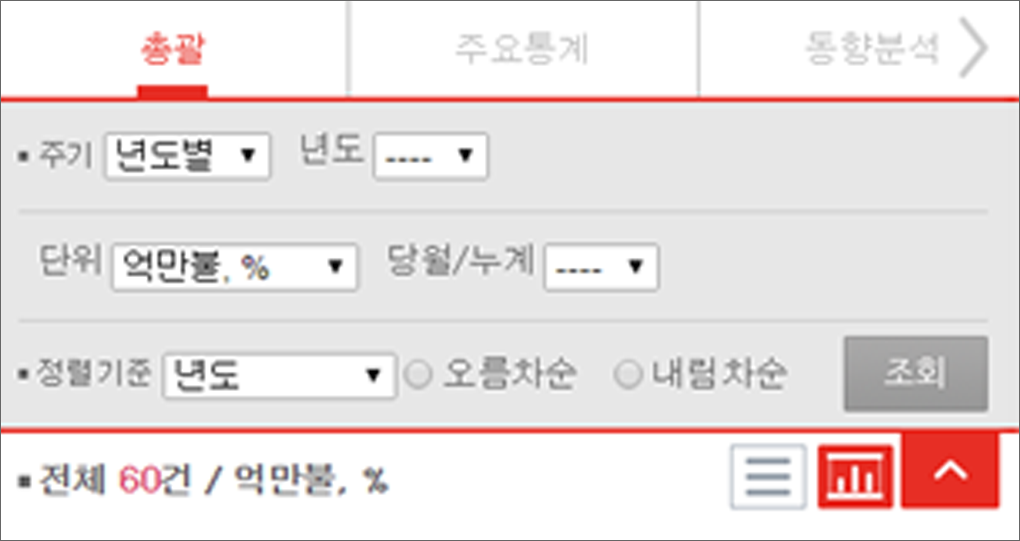 총괄 주요통계 동향분석
주기 년도별 년도 ----
단위 억만불, % 당월/누계 ----
정렬기준 년도 오름차순 내림차순 조회
전체 60건 / 억만불, %